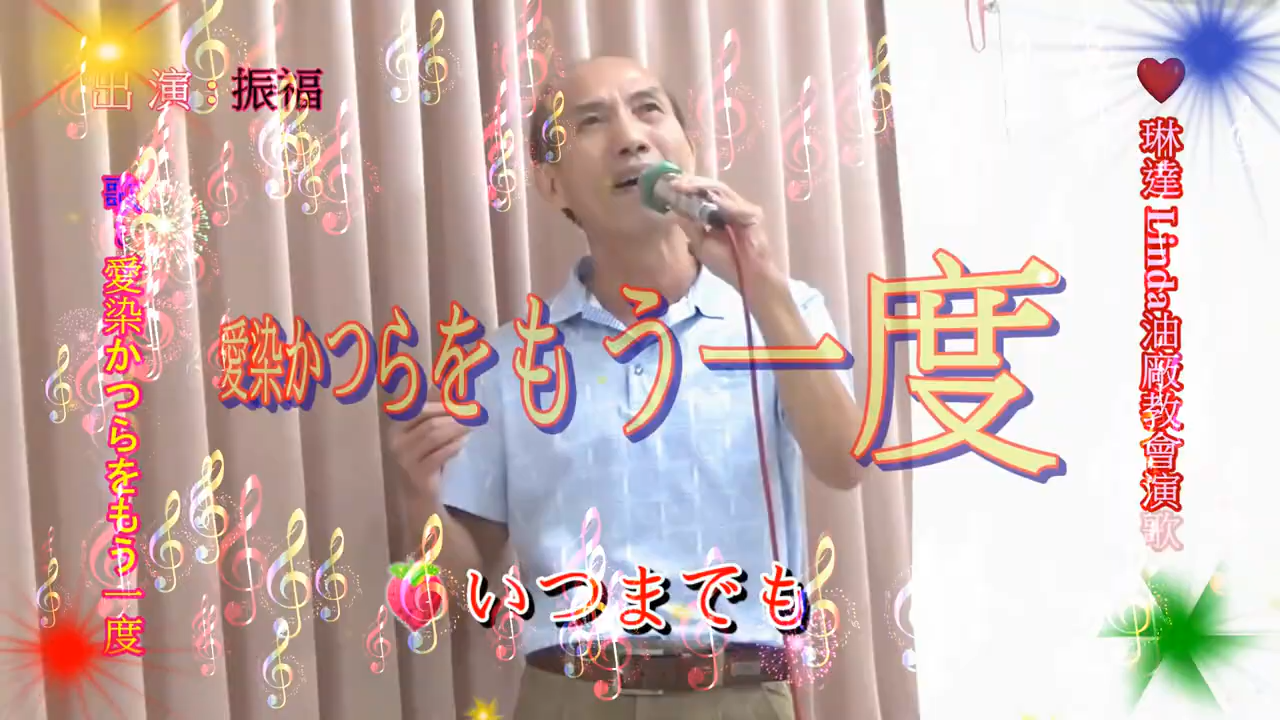 出 演：振福
♥琳達Linda油廠教會演歌
歌～愛染かつらをもう一度
愛染かつらをもう一度
いつまでも